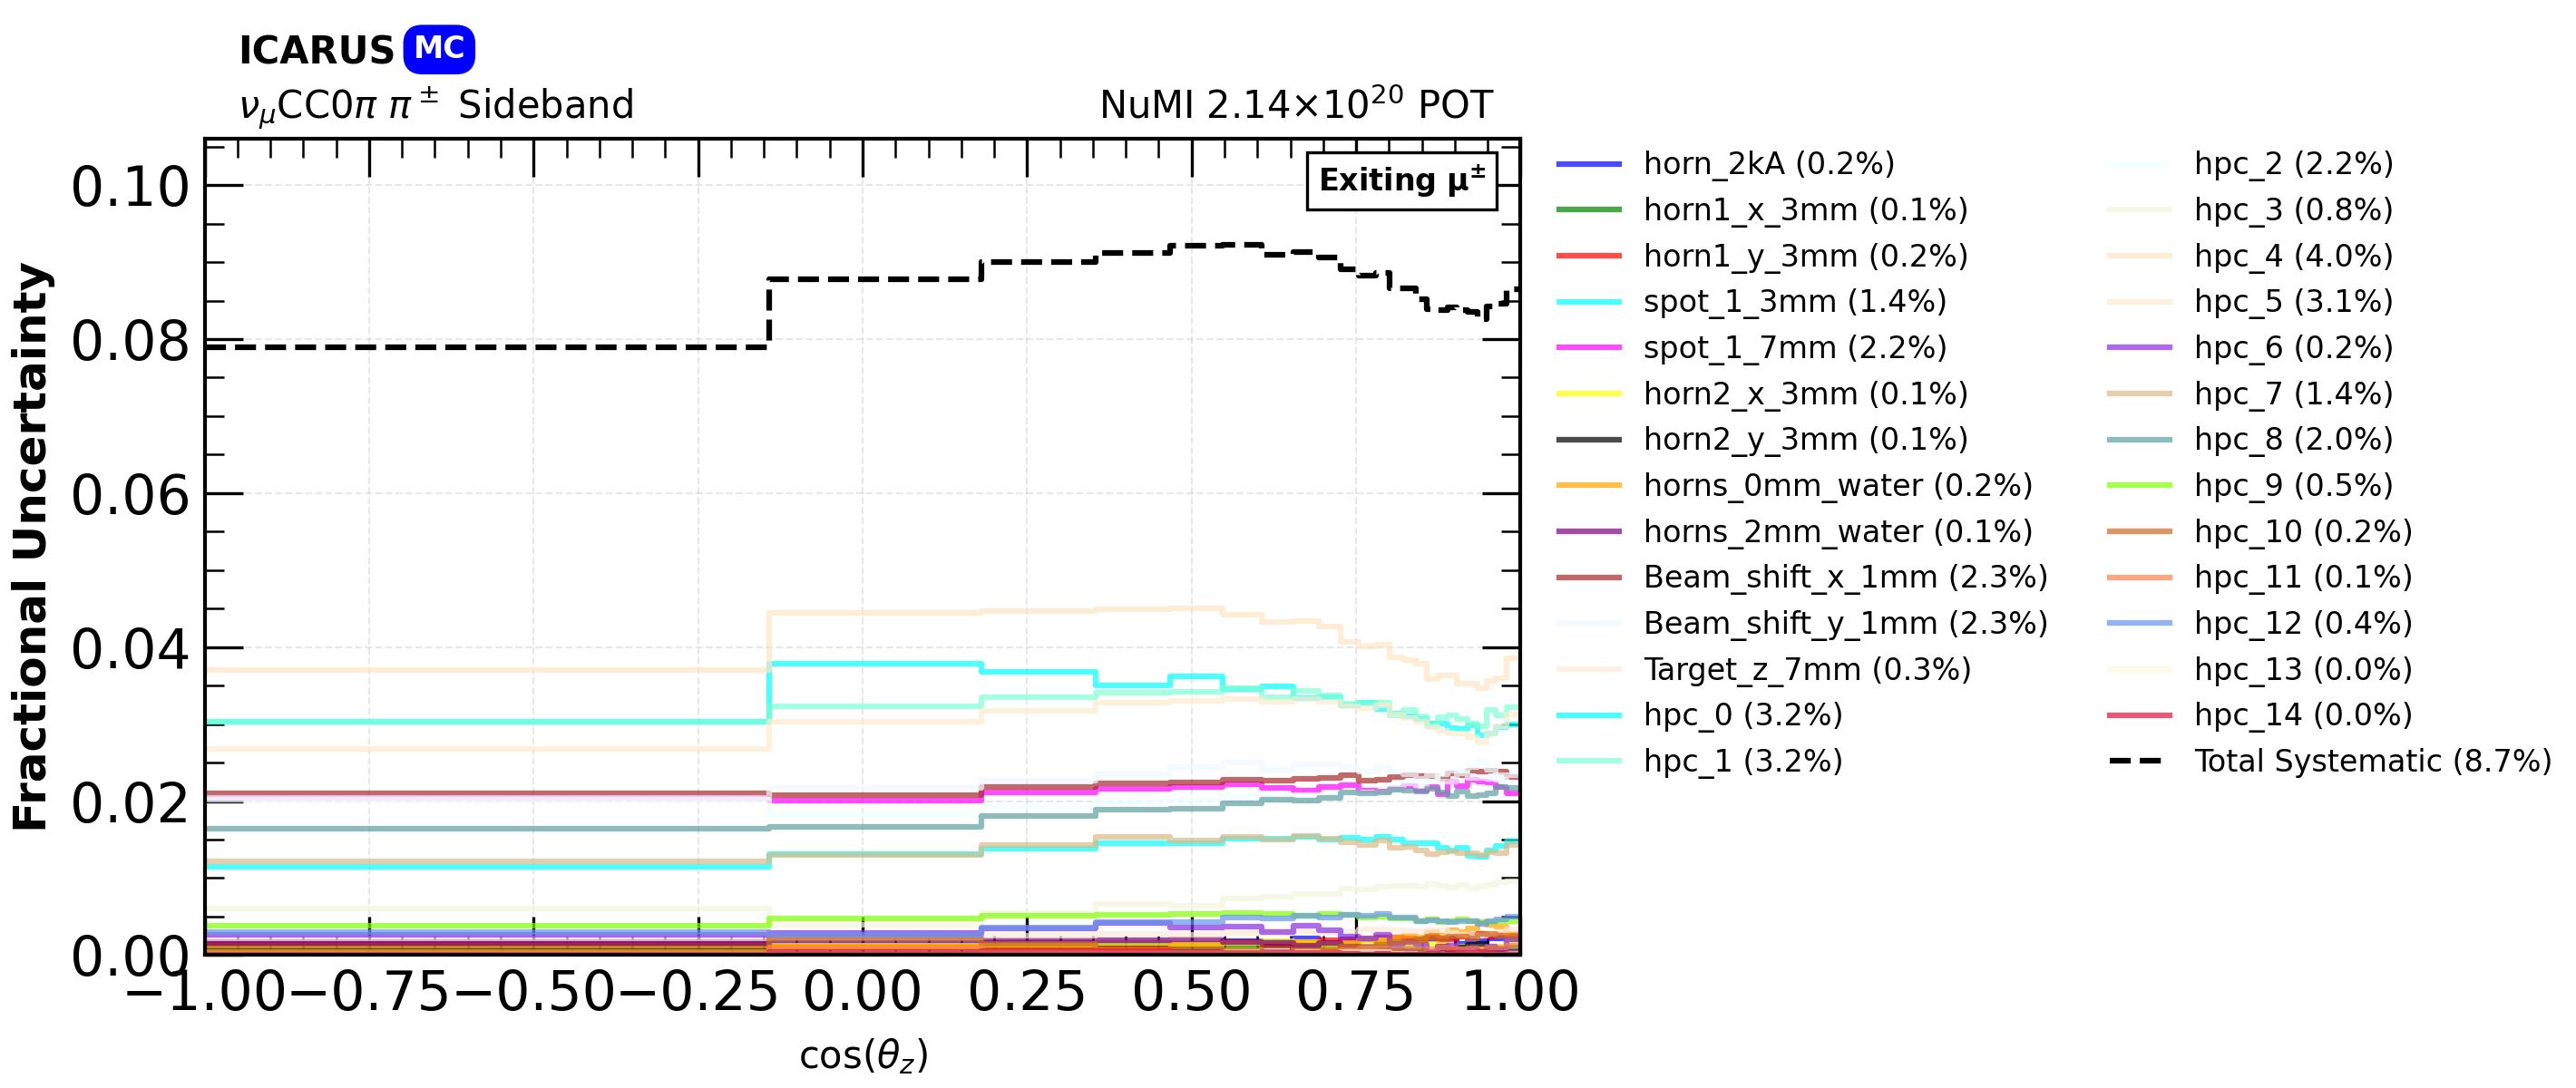 ICARUS MC
νμCC0π π± Sideband
NuMI 2.14×10²⁰ POT
Exiting μ±
Fractional Uncertainty
0.10
0.08
0.06
0.04
0.02
0.00
−1.00 −0.75 −0.50 −0.25 0.00 0.25 0.50 0.75 1.00
cos(θz)
horn_2kA (0.2%)
horn1_x_3mm (0.1%)
horn1_y_3mm (0.2%)
spot_1_3mm (1.4%)
spot_1_7mm (2.2%)
horn2_x_3mm (0.1%)
horn2_y_3mm (0.1%)
horns_0mm_water (0.2%)
horns_2mm_water (0.1%)
Beam_shift_x_1mm (2.3%)
Beam_shift_y_1mm (2.3%)
Target_z_7mm (0.3%)
hpc_0 (3.2%)
hpc_1 (3.2%)
hpc_2 (2.2%)
hpc_3 (0.8%)
hpc_4 (4.0%)
hpc_5 (3.1%)
hpc_6 (0.2%)
hpc_7 (1.4%)
hpc_8 (2.0%)
hpc_9 (0.5%)
hpc_10 (0.2%)
hpc_11 (0.1%)
hpc_12 (0.4%)
hpc_13 (0.0%)
hpc_14 (0.0%)
Total Systematic (8.7%)